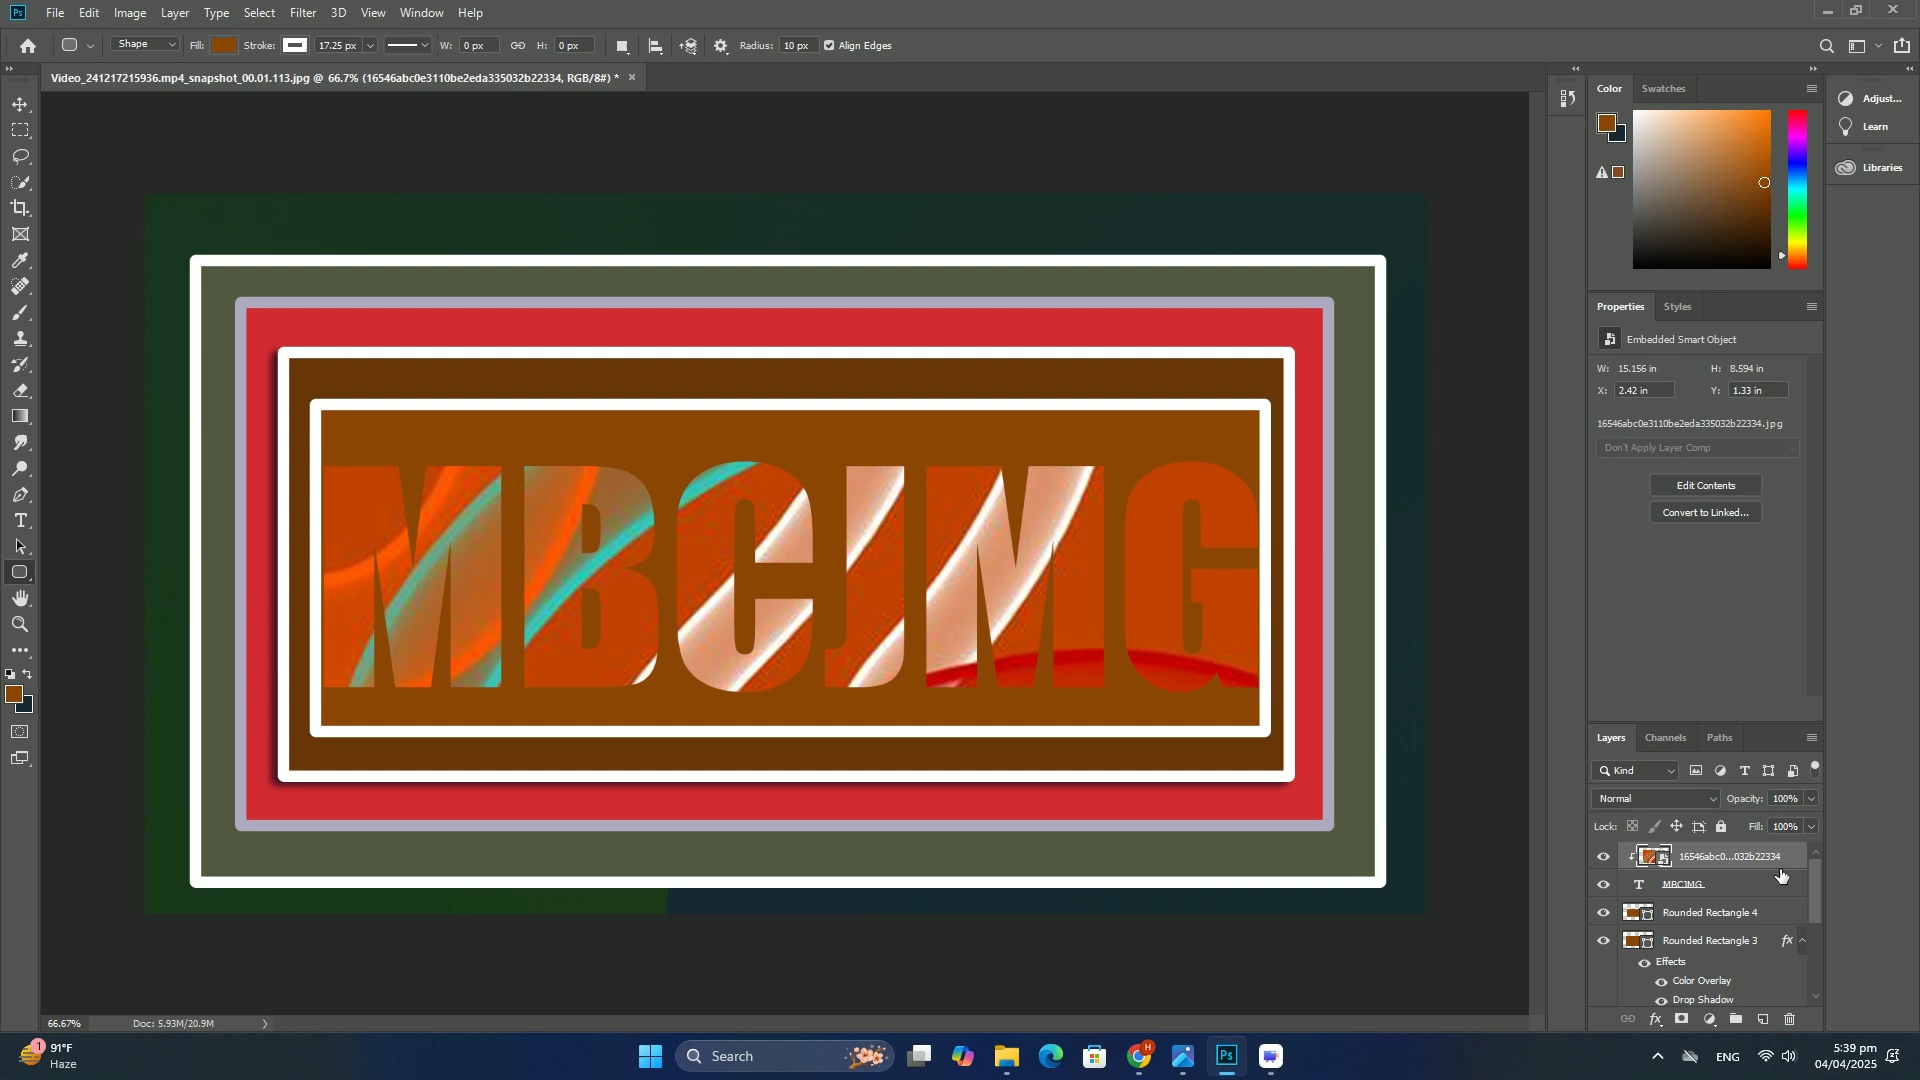 Ps File Edit Image Layer Type Select Filter 3D View Window Help
Shape Fill: Stroke: 17.25 px W: 0 px H: 0 px Radius: 10 px Align Edges
Video_241217215936.mp4_snapshot_00.01.113.jpg @ 66.7% (16546abc0e3110be2eda335032b22334, RGB/8#) *
Color Swatches
Adjust...
Learn
Libraries
Properties Styles
Embedded Smart Object
W: 15.156 in H: 8.594 in
X: 2.42 in Y: 1.33 in
16546abc0e3110be2eda335032b22334.jpg
Don't Apply Layer Comp
Edit Contents
Convert to Linked...
MBCJMG
Layers Channels Paths
Kind
Normal Opacity: 100%
Lock: Fill: 100%
16546abc0...032b22334
T MBCJMG
Rounded Rectangle 4
Rounded Rectangle 3 fx
Effects
Color Overlay
Drop Shadow
fx
66.67% Doc: 5.93M/20.9M
1 91°F
Haze
Search
H
Ps
ENG
5:39 pm
04/04/2025